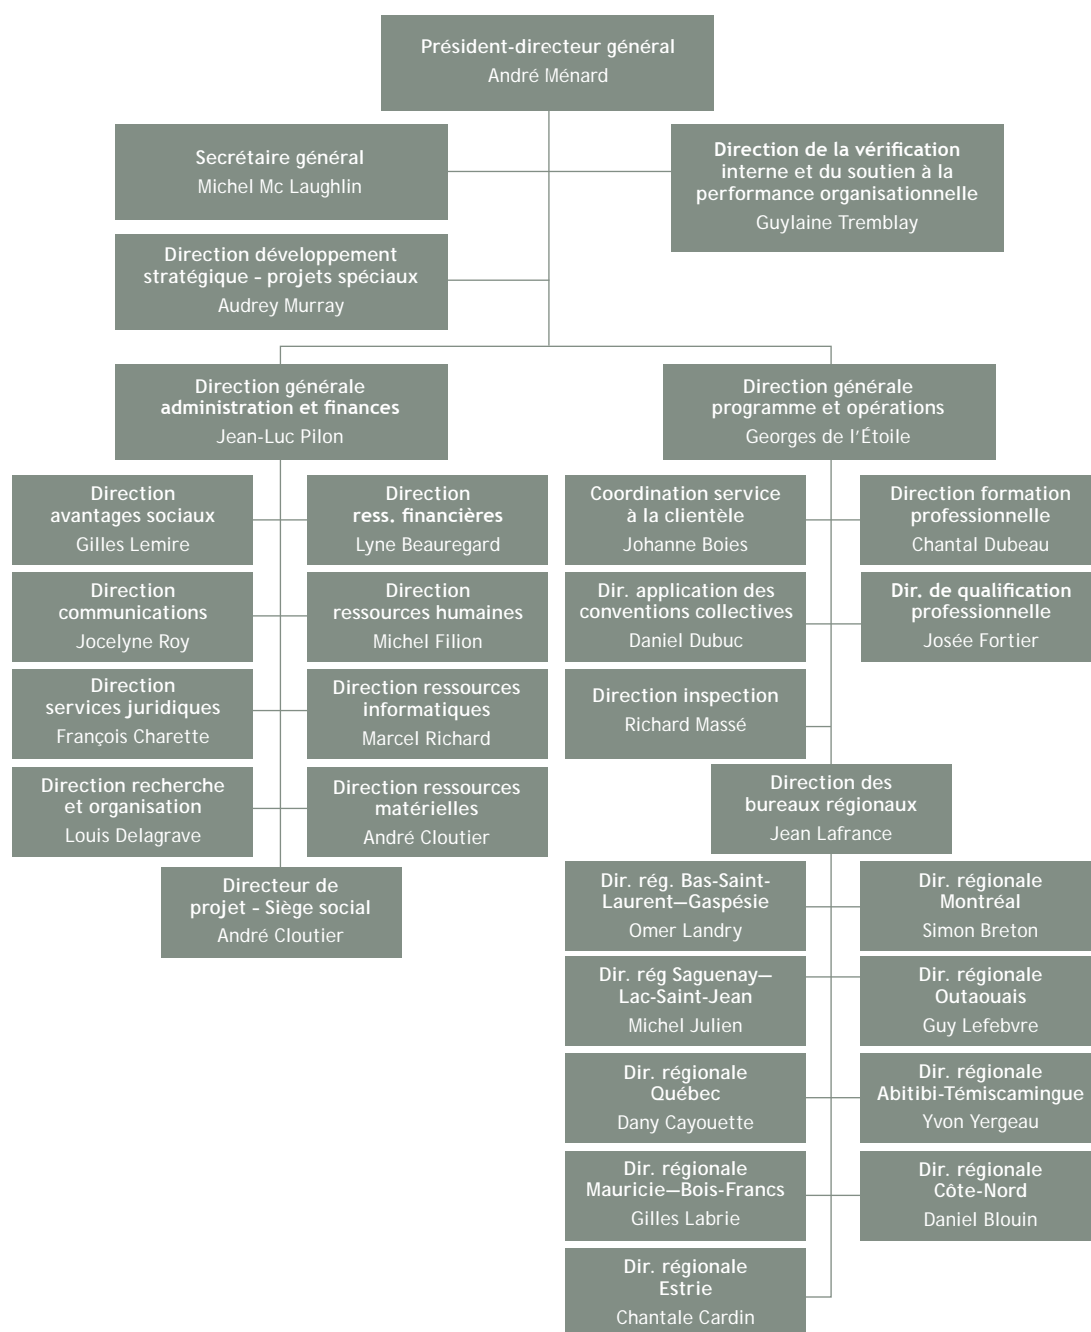 Président-directeur général
André Ménard
Secrétaire général
Michel Mc Laughlin
Direction de la vérification
interne et du soutien à la
performance organisationnelle
Guylaine Tremblay
Direction développement
stratégique - projets spéciaux
Audrey Murray
Direction générale
administration et finances
Jean-Luc Pilon
Direction générale
programme et opérations
Georges de l'Étoile
Direction
avantages sociaux
Gilles Lemire
Direction
ress. financières
Lyne Beauregard
Coordination service
à la clientèle
Johanne Boies
Direction formation
professionnelle
Chantal Dubeau
Direction
communications
Jocelyne Roy
Direction
ressources humaines
Michel Filion
Dir. application des
conventions collectives
Daniel Dubuc
Dir. de qualification
professionnelle
Josée Fortier
Direction
services juridiques
François Charette
Direction ressources
informatiques
Marcel Richard
Direction inspection
Richard Massé
Direction recherche
et organisation
Louis Delagrave
Direction ressources
matérielles
André Cloutier
Direction des
bureaux régionaux
Jean Lafrance
Directeur de
projet - Siège social
André Cloutier
Dir. rég. Bas-Saint-
Laurent—Gaspésie
Omer Landry
Dir. régionale
Montréal
Simon Breton
Dir. rég Saguenay—
Lac-Saint-Jean
Michel Julien
Dir. régionale
Outaouais
Guy Lefebvre
Dir. régionale
Québec
Dany Cayouette
Dir. régionale
Abitibi-Témiscamingue
Yvon Yergeau
Dir. régionale
Mauricie—Bois-Francs
Gilles Labrie
Dir. régionale
Côte-Nord
Daniel Blouin
Dir. régionale
Estrie
Chantale Cardin